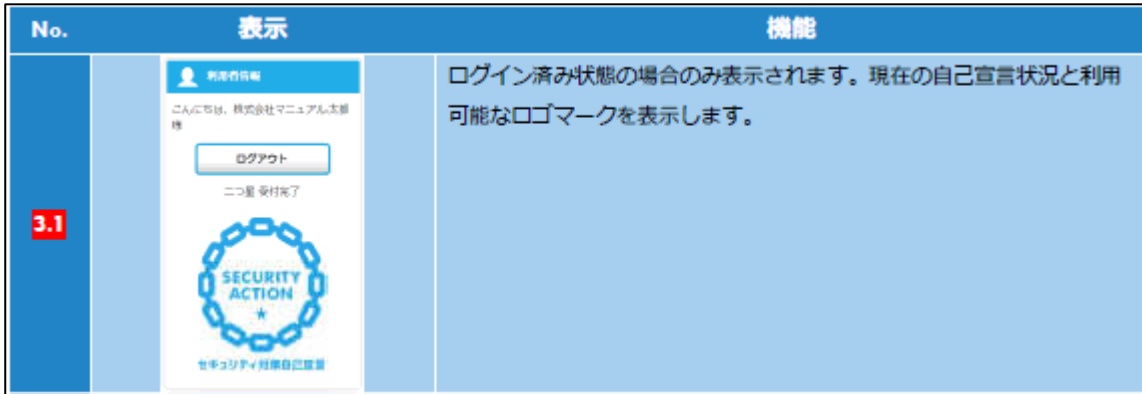 No. 表示 機能
3.1
利用者情報
こんにちは、株式会社マニュアル太郎
様
ログアウト
二つ星 受付完了
SECURITY
ACTION
★
セキュリティ対策自己宣言
ログイン済み状態の場合のみ表示されます。現在の自己宣言状況と利用
可能なロゴマークを表示します。